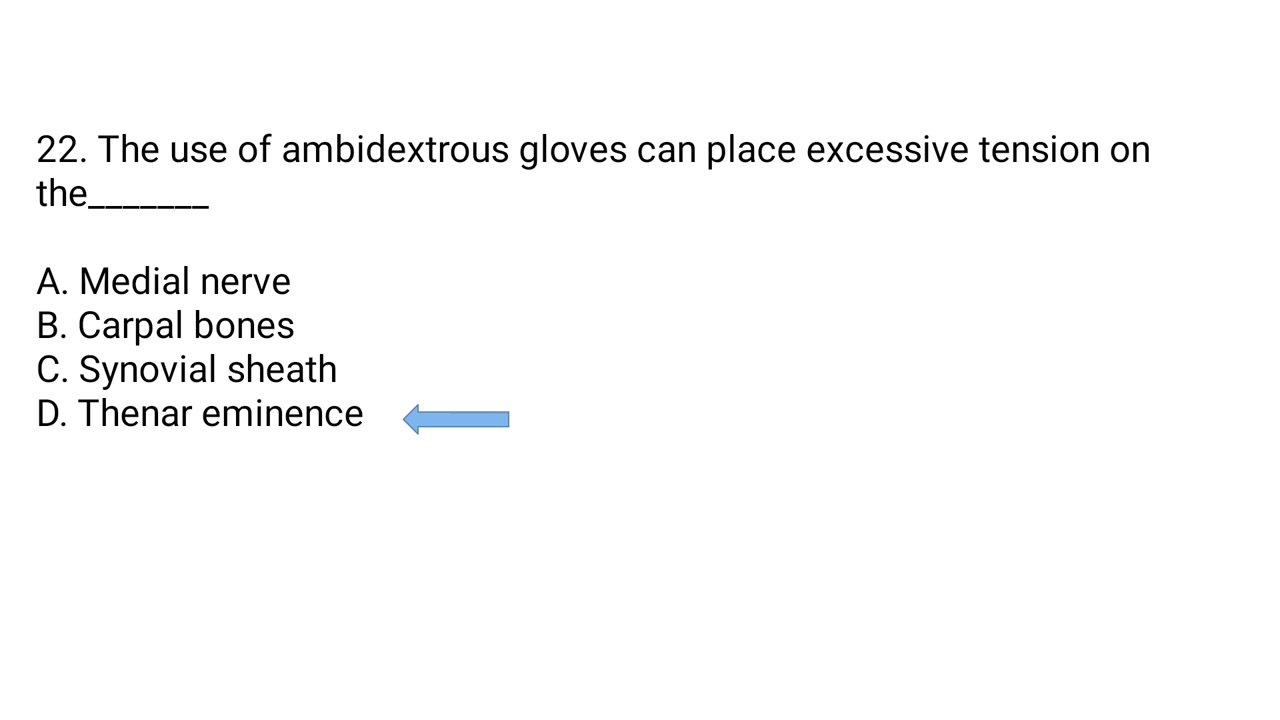 22. The use of ambidextrous gloves can place excessive tension on
the_______
A. Medial nerve
B. Carpal bones
C. Synovial sheath
D. Thenar eminence